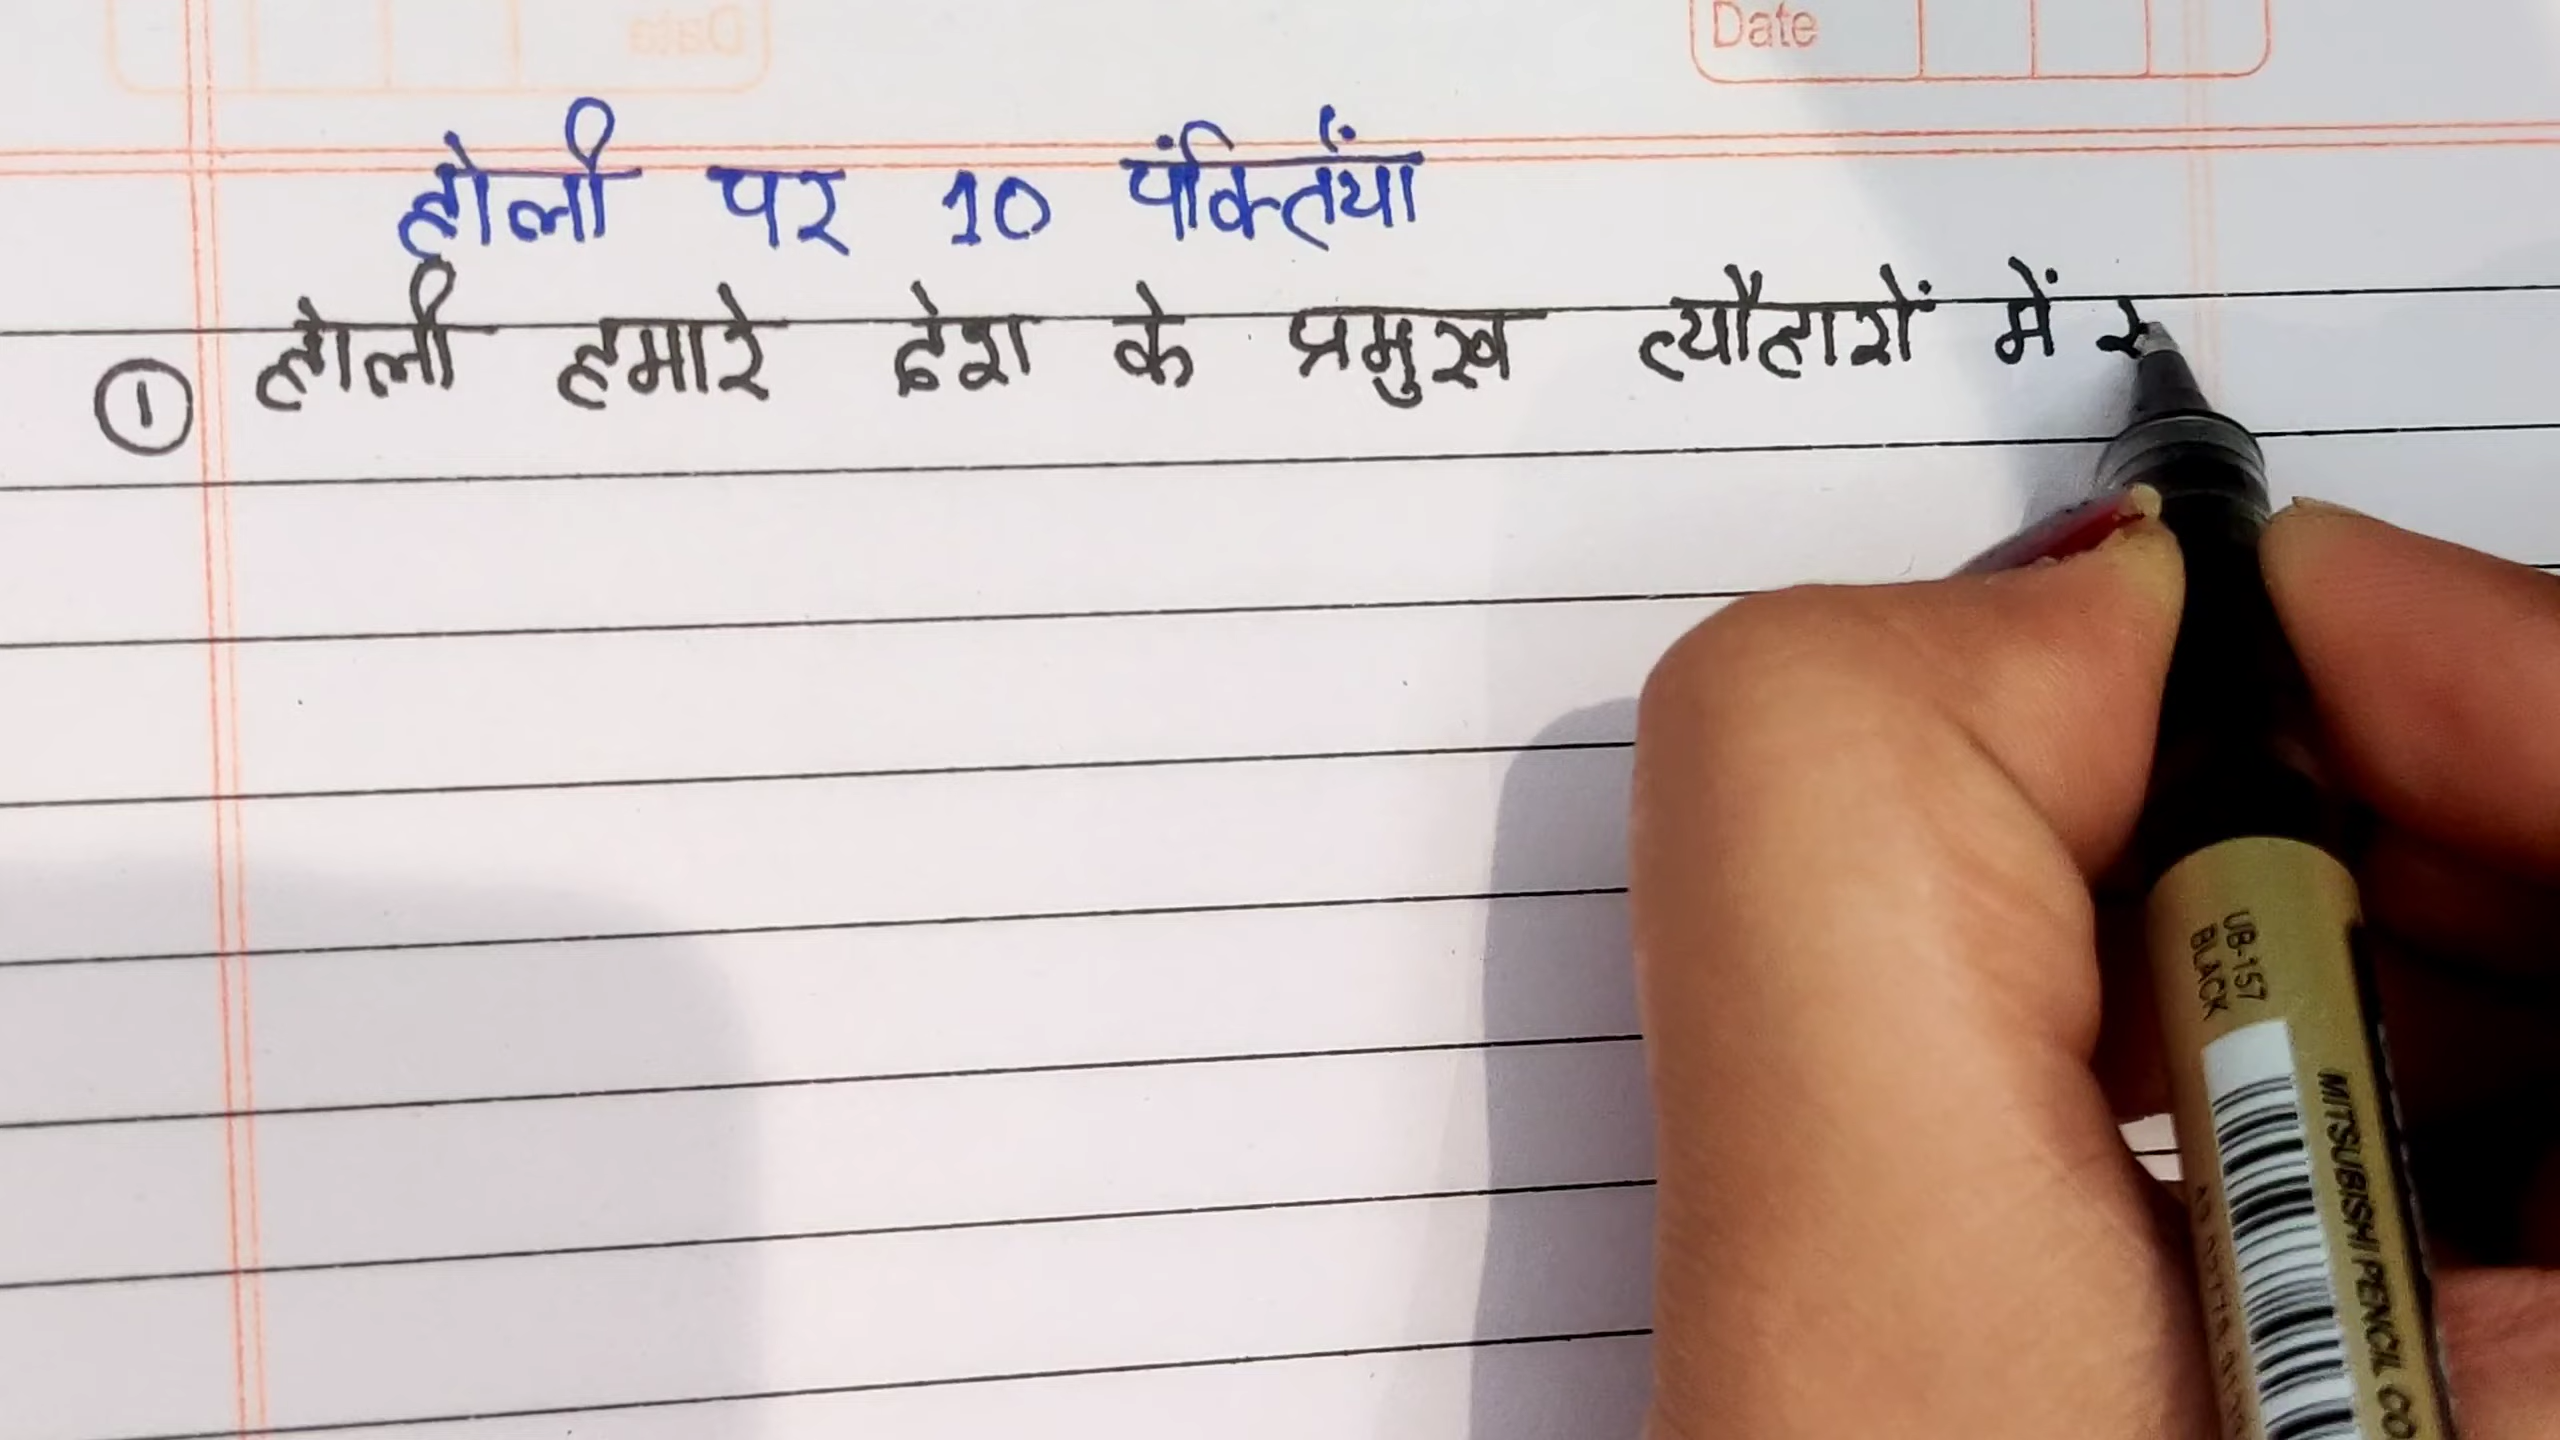 Date
होली पर 10 पंक्तियाँ
① होली हमारे देश के प्रमुख त्यौहारों में
UB-157
BLACK
MITSUBISHI PENCIL CO